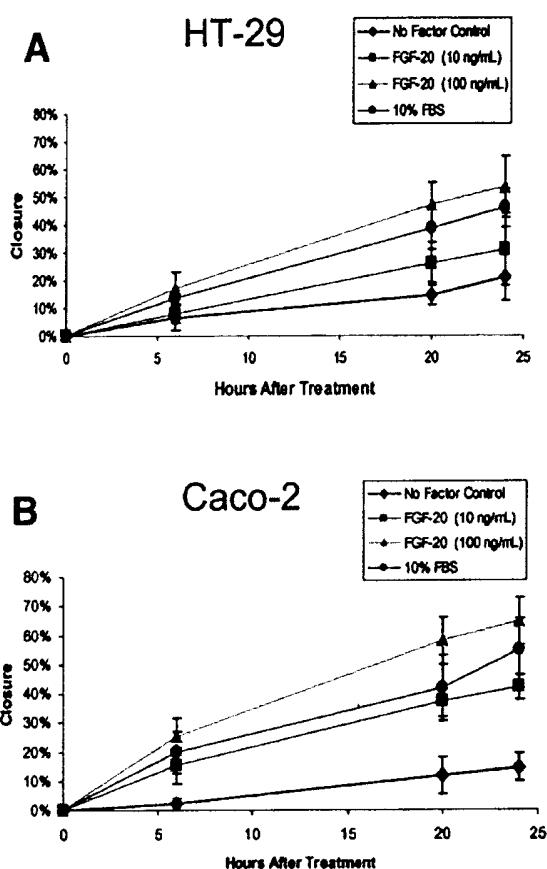 A
HT-29
No Factor Control
FGF-20 (10 ng/mL)
FGF-20 (100 ng/mL)
10% FBS
80%
70%
60%
50%
40%
30%
20%
10%
0%
Closure
0 5 10 15 20 25
Hours After Treatment
B
Caco-2
No Factor Control
FGF-20 (10 ng/mL)
FGF-20 (100 ng/mL)
10% FBS
80%
70%
60%
50%
40%
30%
20%
10%
0%
Closure
0 5 10 15 20 25
Hours After Treatment